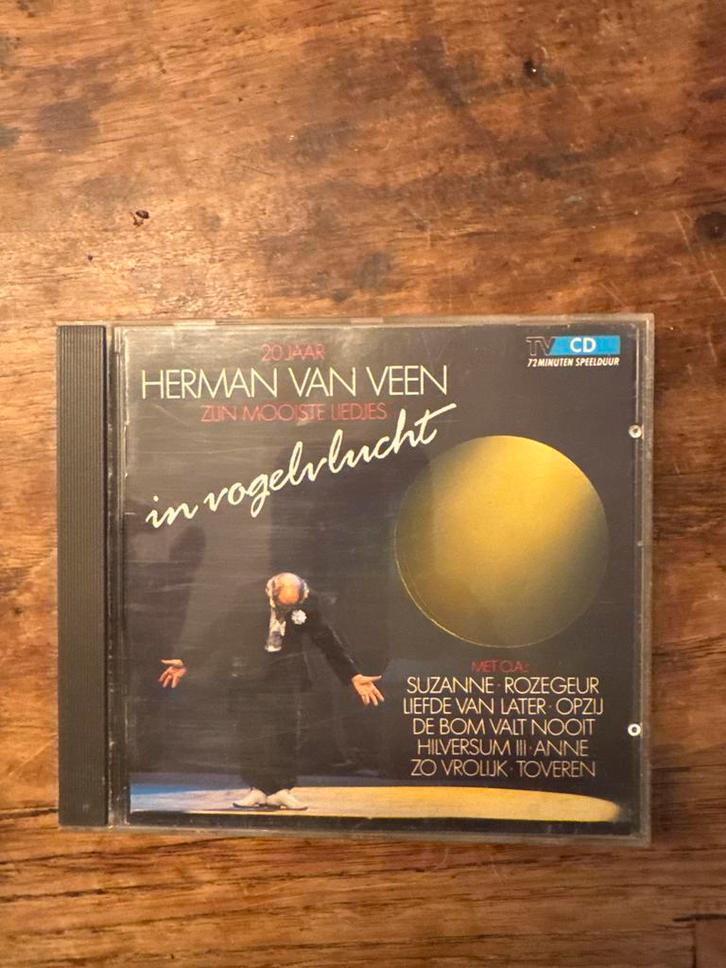 20 JAAR
HERMAN VAN VEEN
ZIJN MOOISTE LIEDJES
in vogelvlucht
TV CD
72 MINUTEN SPEELDUUR
MET O.A.:
SUZANNE · ROZEGEUR
LIEFDE VAN LATER · OPZIJ
DE BOM VALT NOOIT
HILVERSUM III · ANNE
ZO VROLIJK · TOVEREN